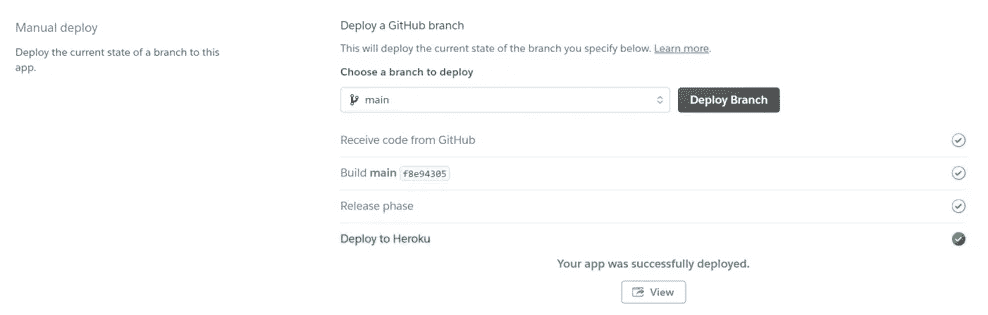 Manual deploy
Deploy the current state of a branch to this
app.
Deploy a GitHub branch
This will deploy the current state of the branch you specify below. Learn more.
Choose a branch to deploy
main
Deploy Branch
Receive code from GitHub
Build main f8e94305
Release phase
Deploy to Heroku
Your app was successfully deployed.
View